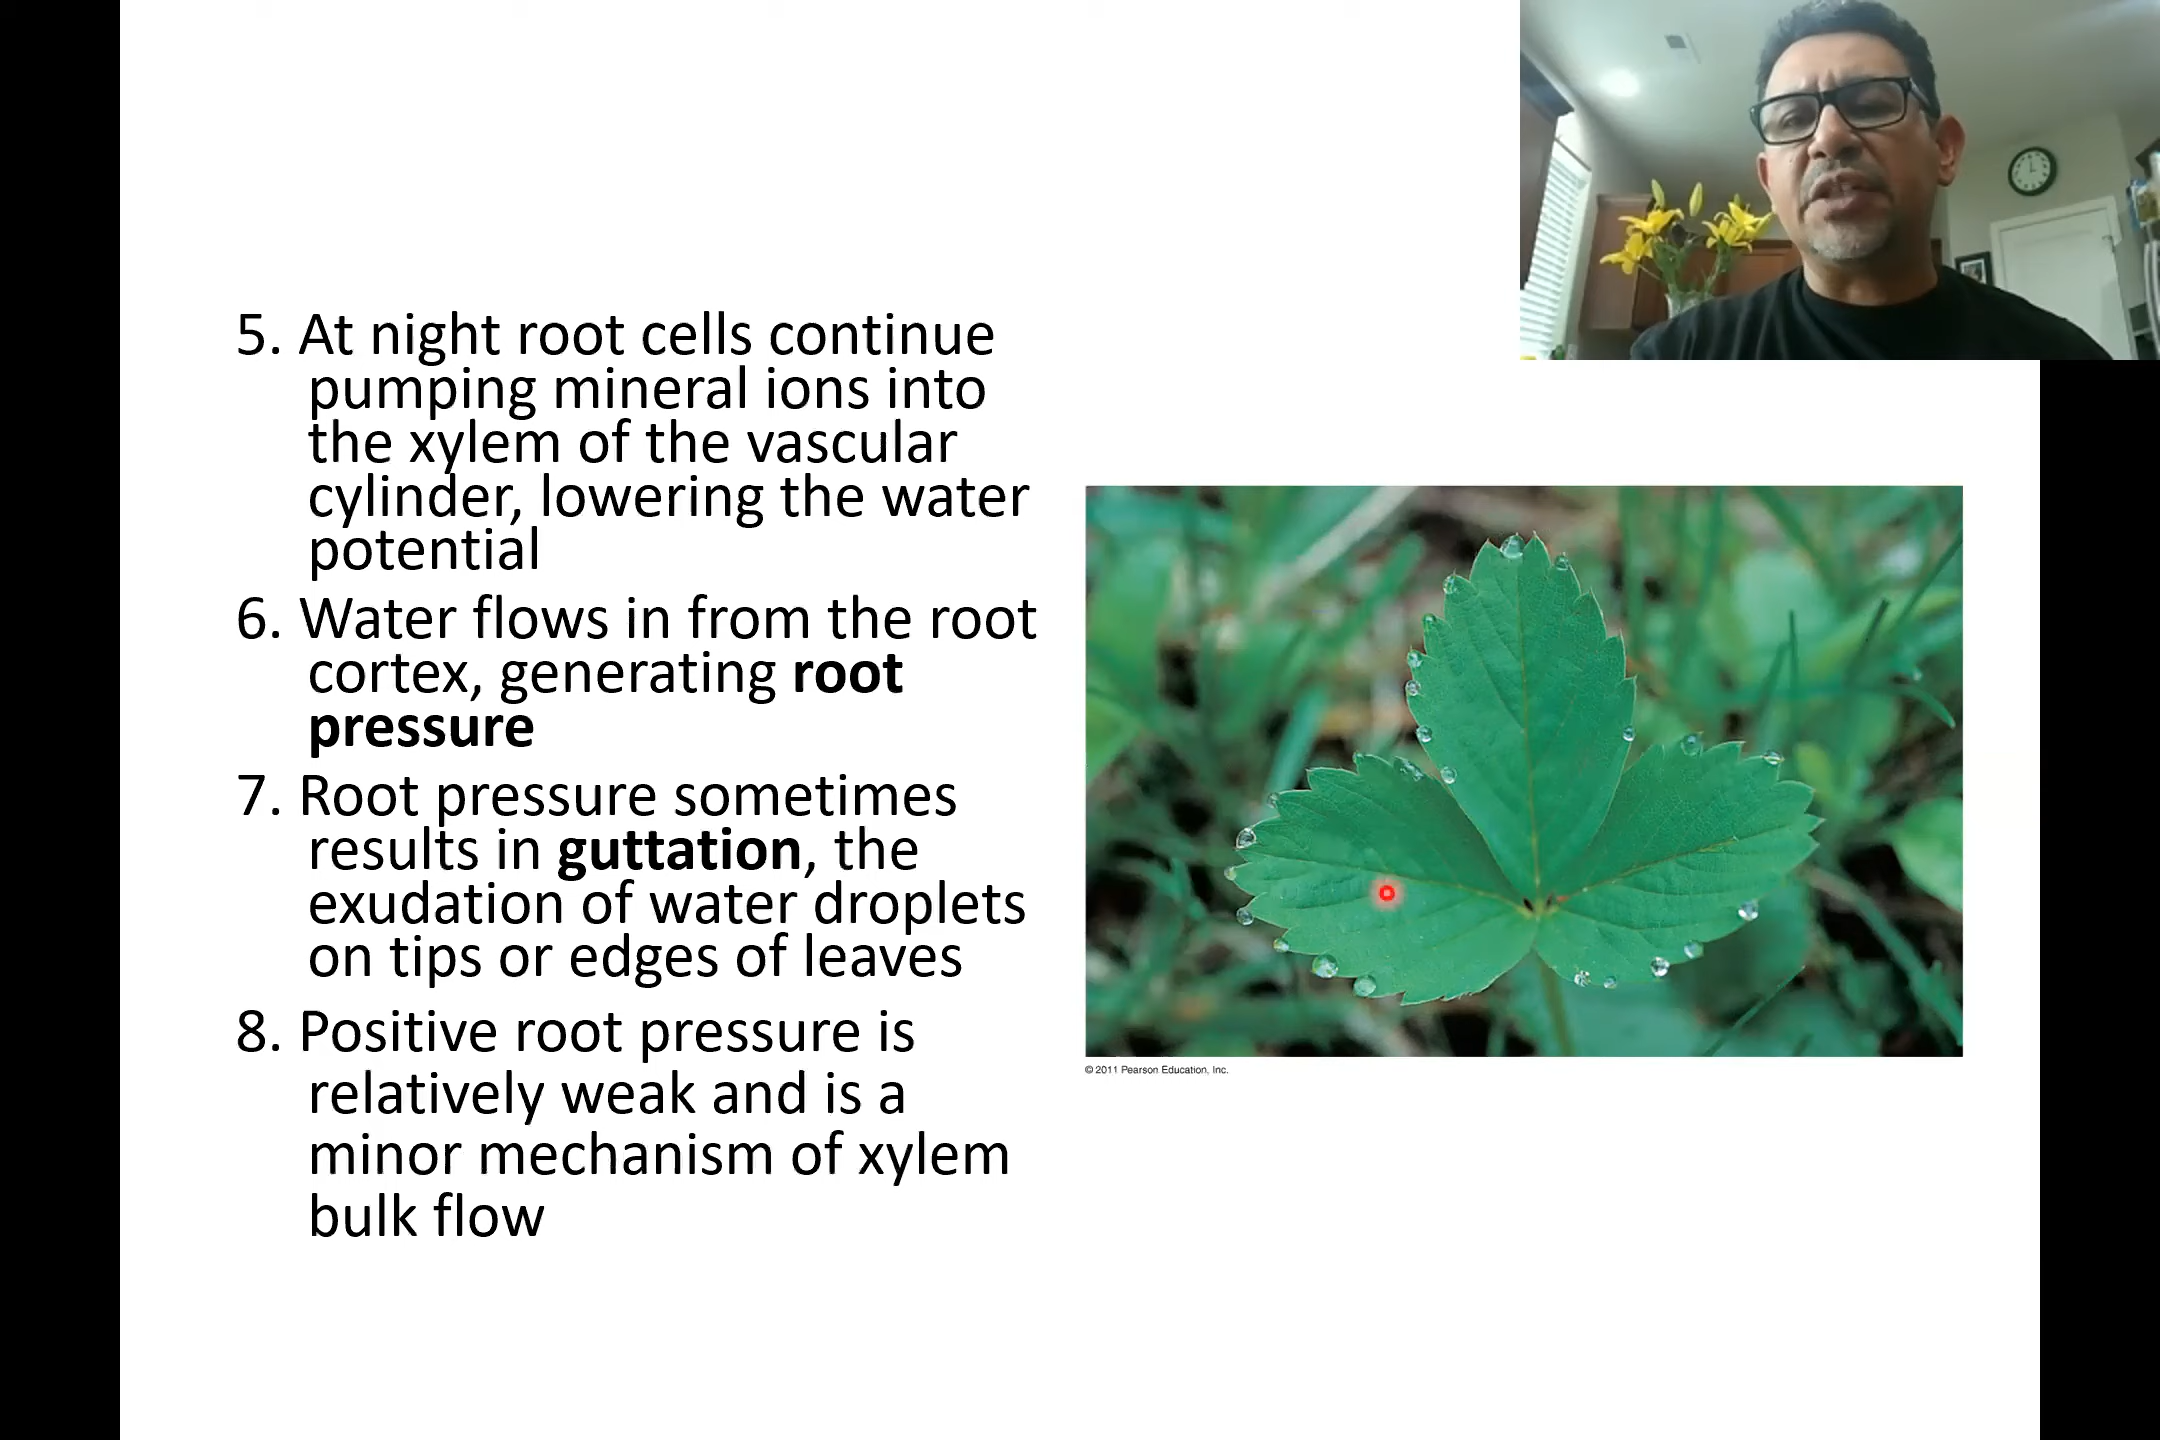 5. At night root cells continue
pumping mineral ions into
the xylem of the vascular
cylinder, lowering the water
potential
6. Water flows in from the root
cortex, generating root
pressure
7. Root pressure sometimes
results in guttation, the
exudation of water droplets
on tips or edges of leaves
8. Positive root pressure is
relatively weak and is a
minor mechanism of xylem
bulk flow
© 2011 Pearson Education, Inc.